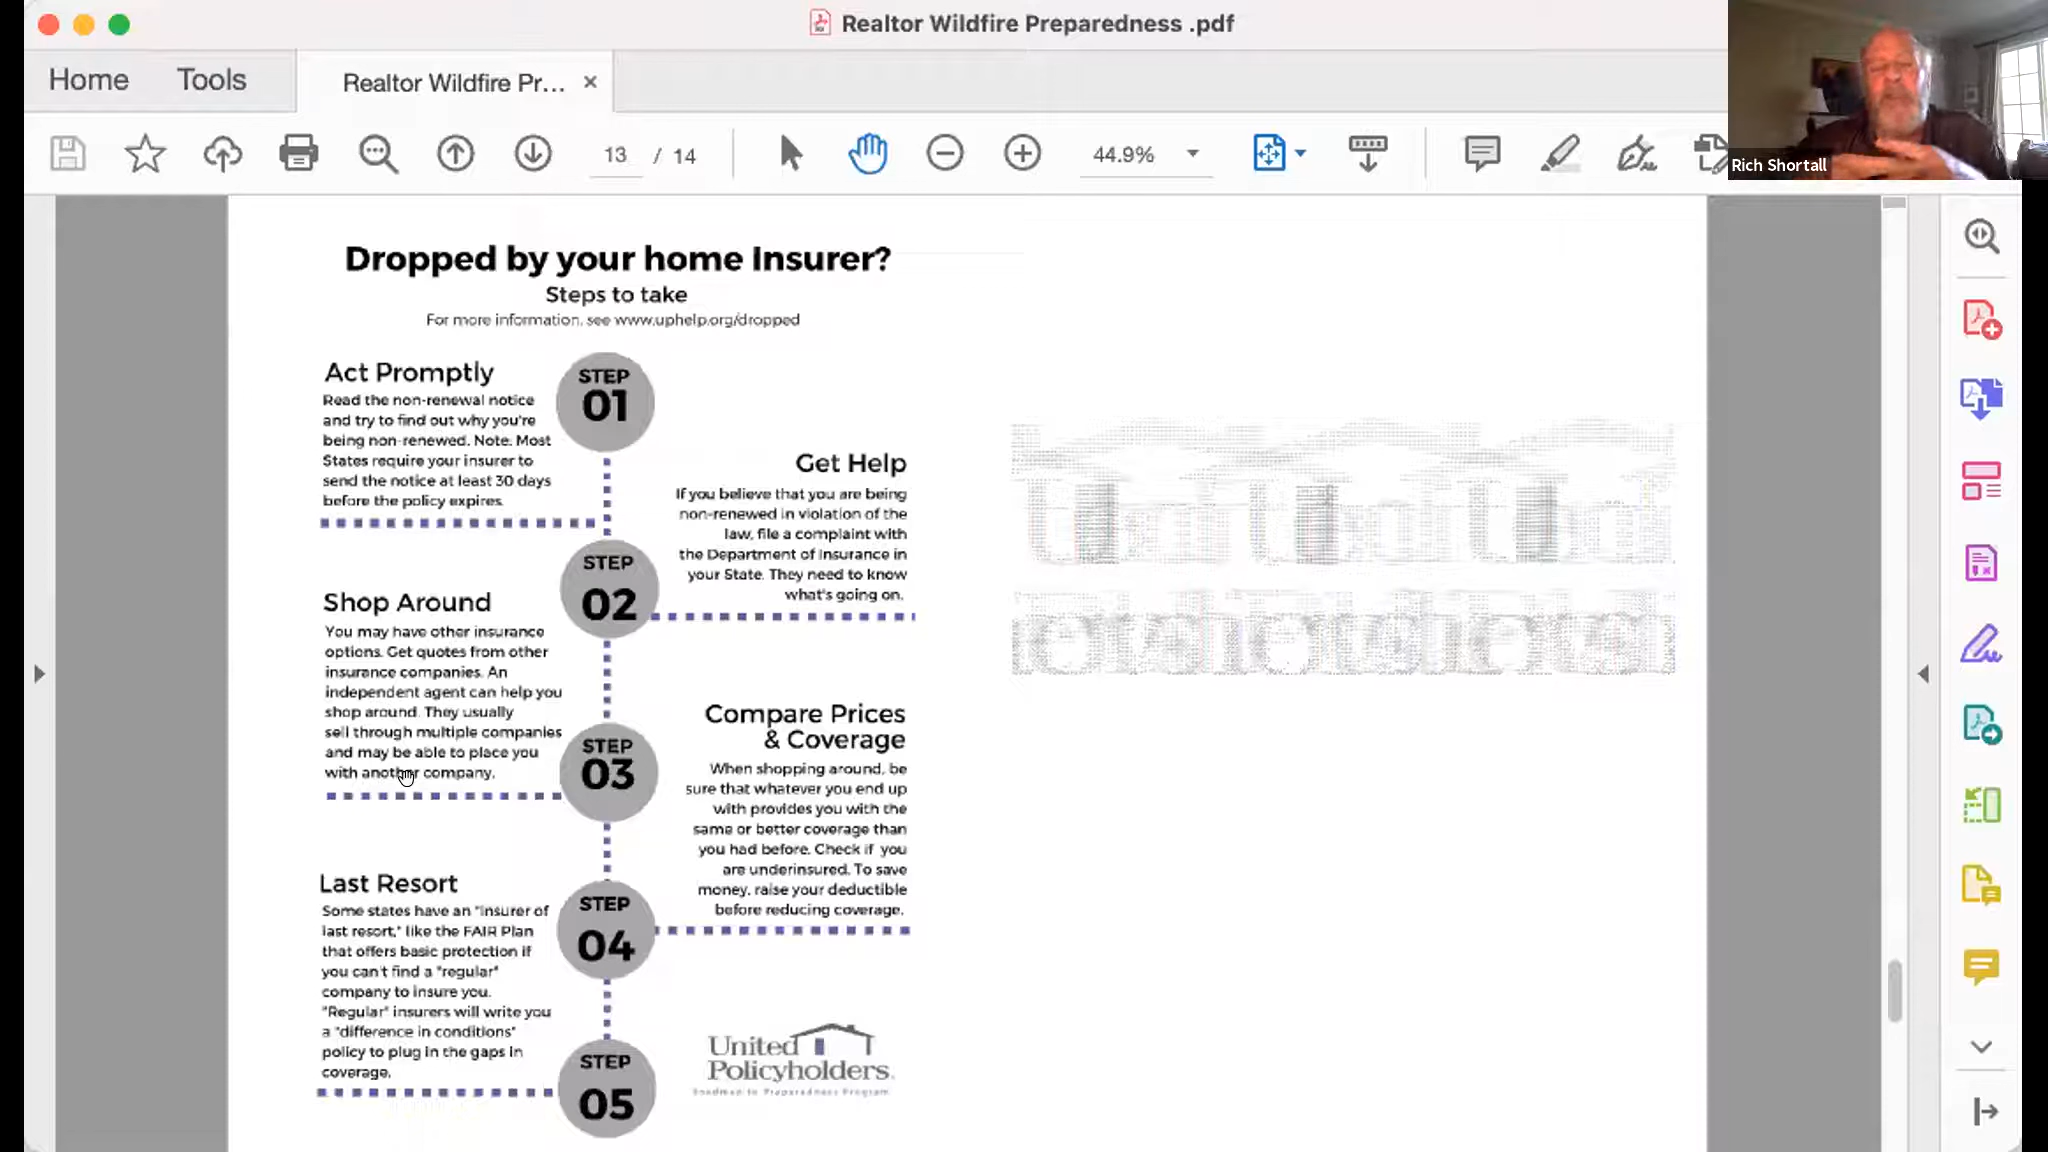 Realtor Wildfire Preparedness .pdf
Home
Tools
Realtor Wildfire Pr...
13 / 14
44.9%
Rich Shortall
Dropped by your home Insurer?
Steps to take
For more information, see www.uphelp.org/dropped
Act Promptly
Read the non-renewal notice
and try to find out why you're
being non-renewed. Note: Most
States require your insurer to
send the notice at least 30 days
before the policy expires.
STEP
01
Get Help
If you believe that you are being
non-renewed in violation of the
law, file a complaint with
the Department of Insurance in
your State. They need to know
what's going on.
STEP
02
Shop Around
You may have other insurance
options. Get quotes from other
insurance companies. An
independent agent can help you
shop around. They usually
sell through multiple companies
and may be able to place you
with another company.
STEP
03
Compare Prices
& Coverage
When shopping around, be
sure that whatever you end up
with provides you with the
same or better coverage than
you had before. Check if you
are underinsured. To save
money, raise your deductible
before reducing coverage.
STEP
04
Last Resort
Some states have an "insurer of
last resort," like the FAIR Plan
that offers basic protection if
you can't find a "regular"
company to insure you.
"Regular" insurers will write you
a "difference in conditions"
policy to plug in the gaps in
coverage.
STEP
05
United
Policyholders
Roadmap to Preparedness Program